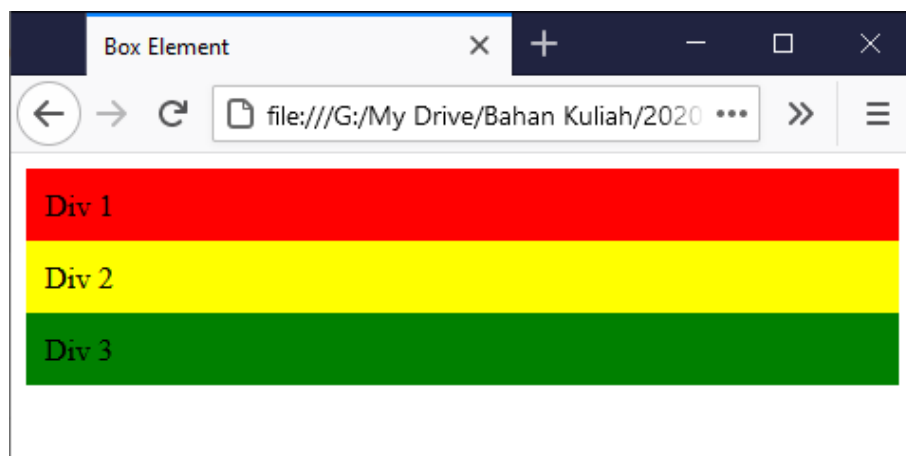 Box Element
file:///G:/My Drive/Bahan Kuliah/2020
Div 1
Div 2
Div 3